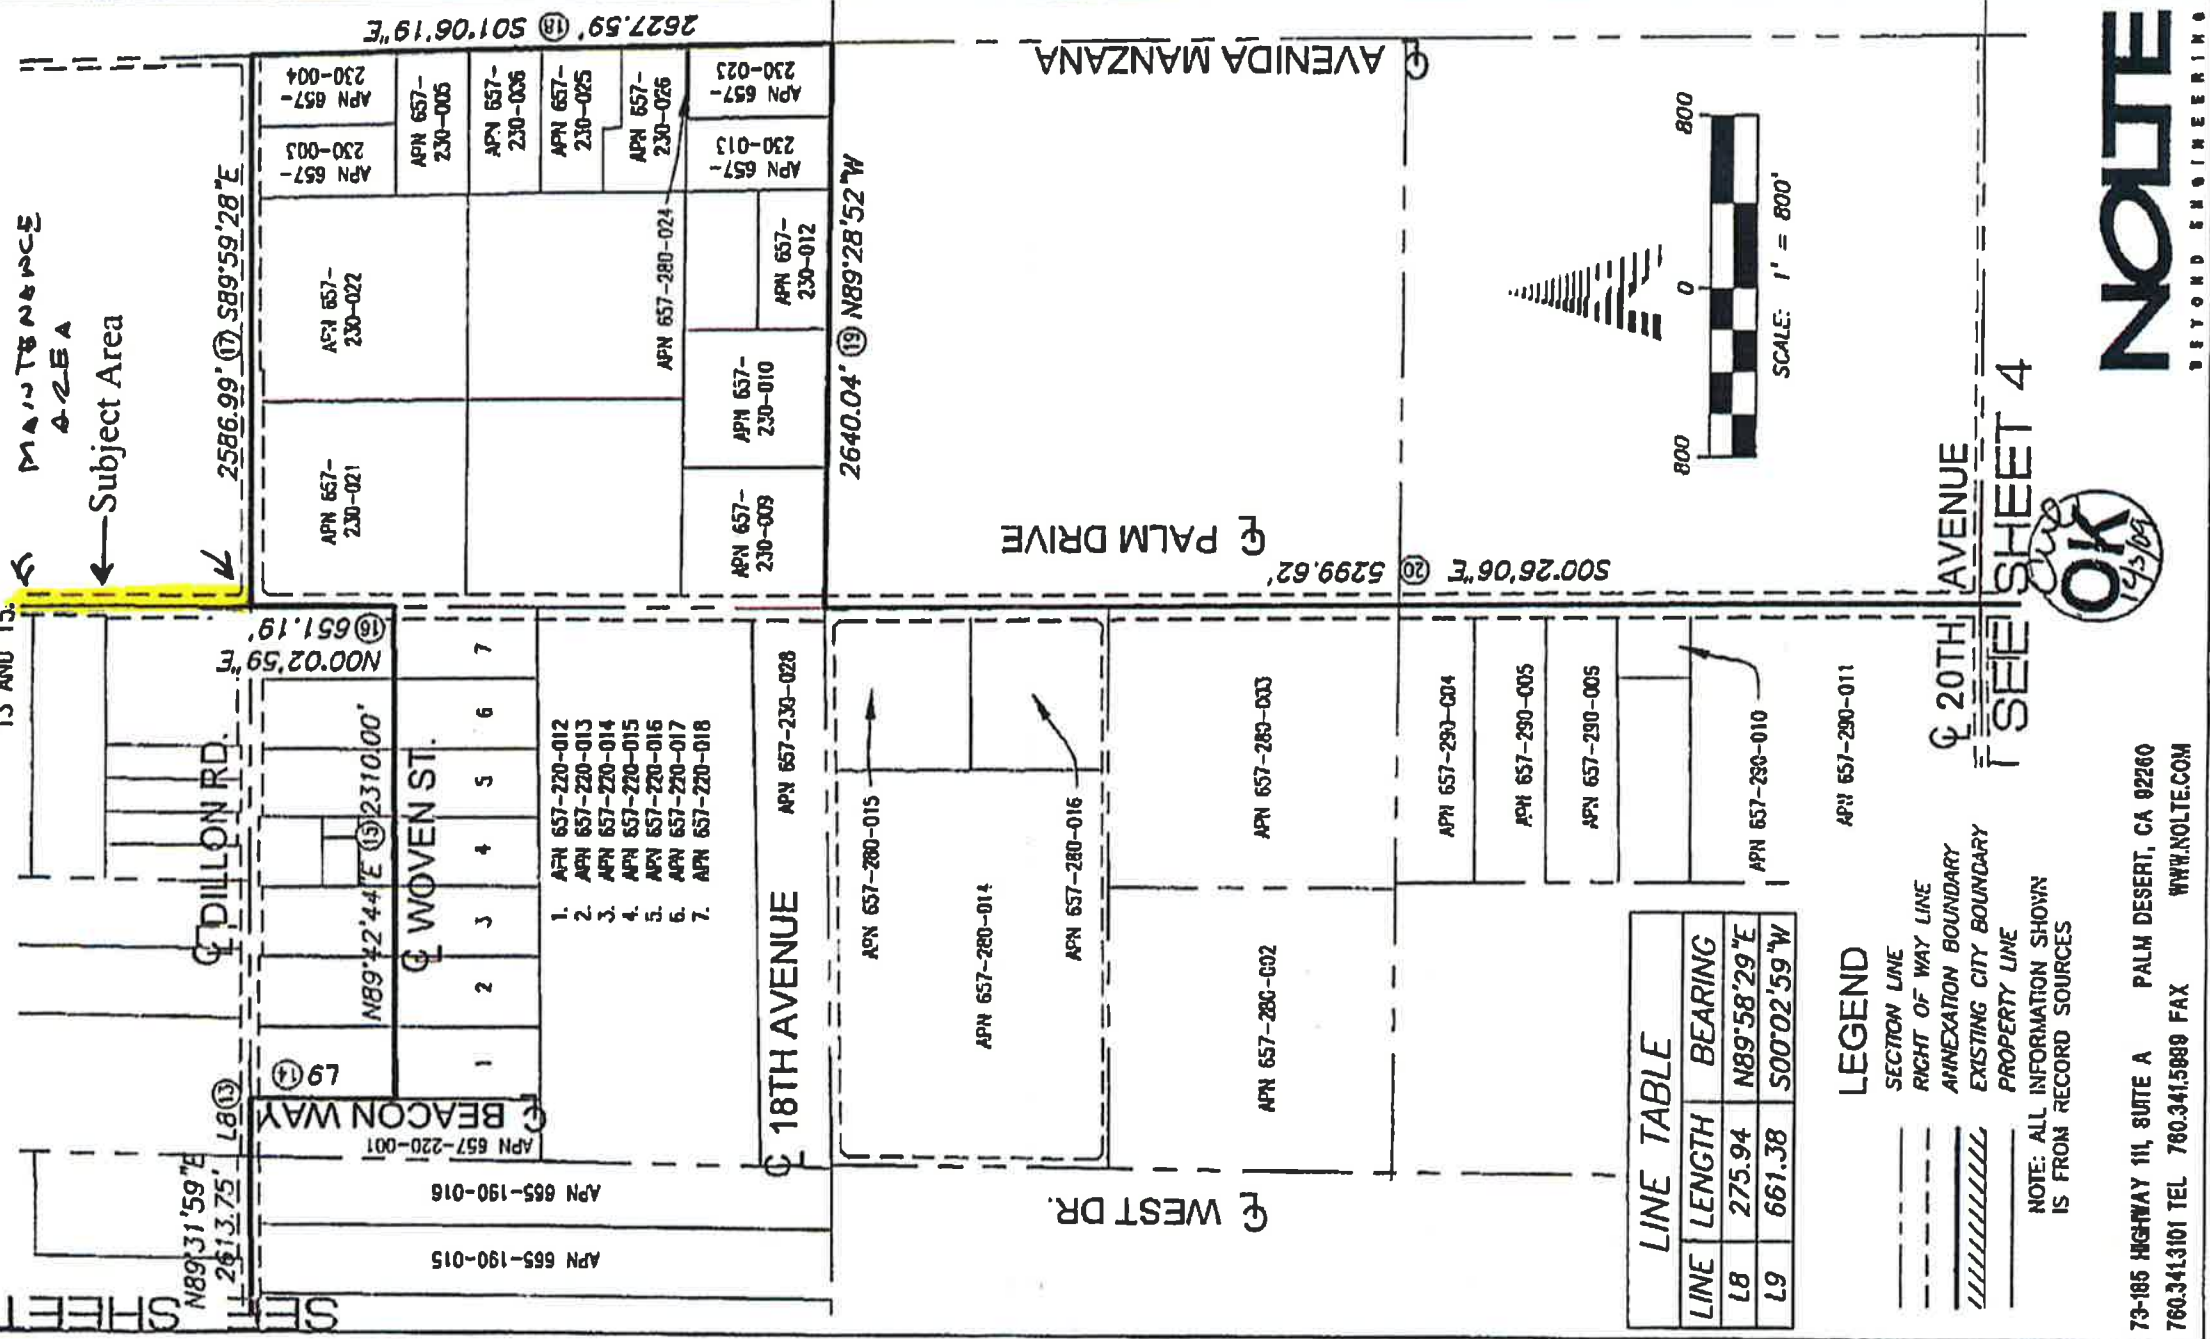 MAINTENANCE
AREA
Subject Area
13 AND 15.
2586.99' (17) S89°59'28"E
2627.59' (18) S01°06'19"E
APN 657-
230-004
APN 657-
230-003
APN 657-
230-005
APN 657-
230-006
APN 657-
230-025
APN 657-
230-026
APN 657-
230-023
APN 657-
230-013
APN 657-
230-022
APN 657-
230-021
APN 657-280-024
APN 657-
230-012
APN 657-
230-010
APN 657-
230-009
2640.04' (19) N89°28'52"W
AVENIDA MANZANA
℄
℄ PALM DRIVE
5299.62' (20) S00°26'06"E
800 0 800
SCALE: 1' = 800'
℄ DILLON RD.
N00°02'59"E
(16) 651.19'
N89°42'44"E (15) 2310.00'
℄ WOVEN ST.
1 2 3 4 5 6 7
1. APN 657-220-012
2. APN 657-220-013
3. APN 657-220-014
4. APN 657-220-015
5. APN 657-220-016
6. APN 657-220-017
7. APN 657-220-018
N89°31'59"E
2613.75'
L8 (13)
L9 (14)
℄ BEACON WAY
APN 657-220-001
APN 665-190-016
APN 665-190-015
SEE SHEET
℄ 18TH AVENUE
APN 657-230-028
APN 657-280-015
APN 657-280-014
APN 657-280-016
℄ WEST DR.
APN 657-280-003
APN 657-280-002
APN 657-290-004
APN 657-290-005
APN 657-290-005
APN 657-290-010
APN 657-290-011
℄ 20TH AVENUE
SEE SHEET 4
OK
LINE TABLE
LINE LENGTH BEARING
L8 275.94 N89°58'29"E
L9 661.38 S00°02'59"W
LEGEND
SECTION LINE
RIGHT OF WAY LINE
ANNEXATION BOUNDARY
EXISTING CITY BOUNDARY
PROPERTY LINE
NOTE: ALL INFORMATION SHOWN
IS FROM RECORD SOURCES
NOLTE
BEYOND ENGINEERING
73-185 HIGHWAY 111, SUITE A PALM DESERT, CA 92260
760.341.3101 TEL 760.341.5999 FAX WWW.NOLTE.COM